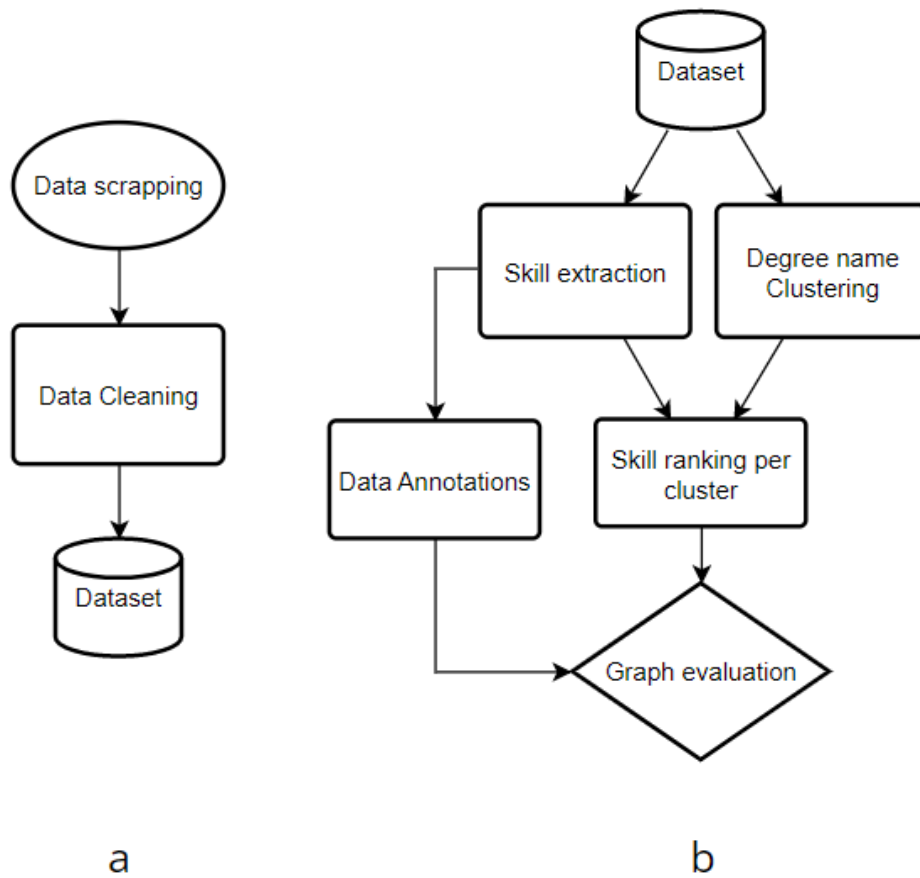 Data scrapping
Data Cleaning
Dataset
a
Dataset
Skill extraction
Degree name
Clustering
Data Annotations
Skill ranking per
cluster
Graph evaluation
b